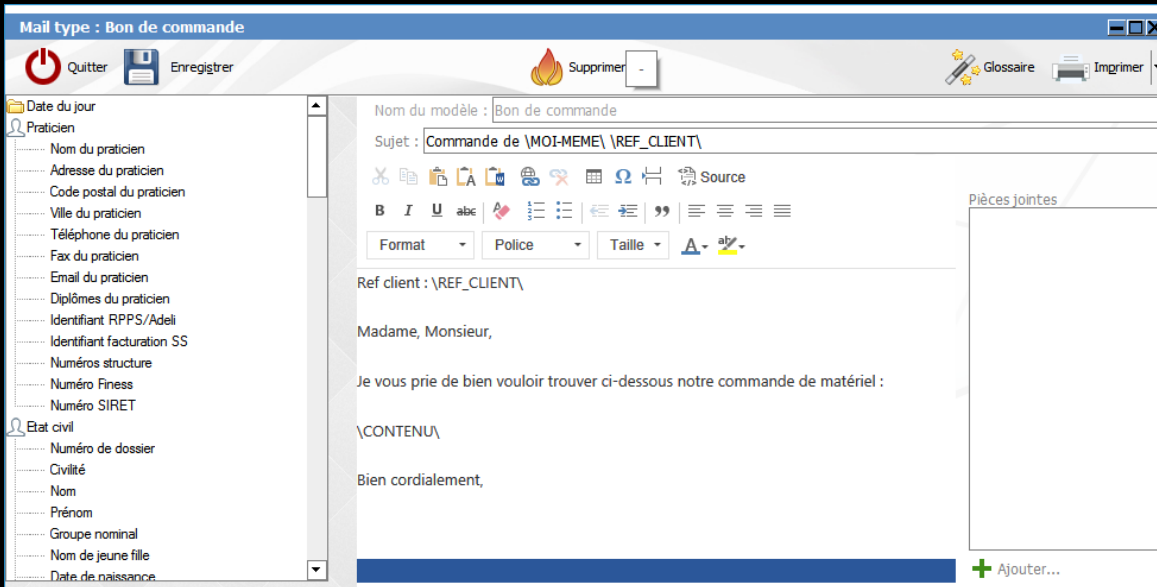 Mail type : Bon de commande
Quitter Enregistrer Supprimer - Glossaire Imprimer
Date du jour
Praticien
Nom du praticien
Adresse du praticien
Code postal du praticien
Ville du praticien
Téléphone du praticien
Fax du praticien
Email du praticien
Diplômes du praticien
Identifiant RPPS/Adeli
Identifiant facturation SS
Numéros structure
Numéro Finess
Numéro SIRET
Etat civil
Numéro de dossier
Civilité
Nom
Prénom
Groupe nominal
Nom de jeune fille
Date de naissance
Nom du modèle : Bon de commande
Sujet : Commande de \MOI-MEME\ \REF_CLIENT\
Source
B I U abc
Format Police Taille A ab
Ref client : \REF_CLIENT\
Madame, Monsieur,
Je vous prie de bien vouloir trouver ci-dessous notre commande de matériel :
\CONTENU\
Bien cordialement,
Pièces jointes
Ajouter...